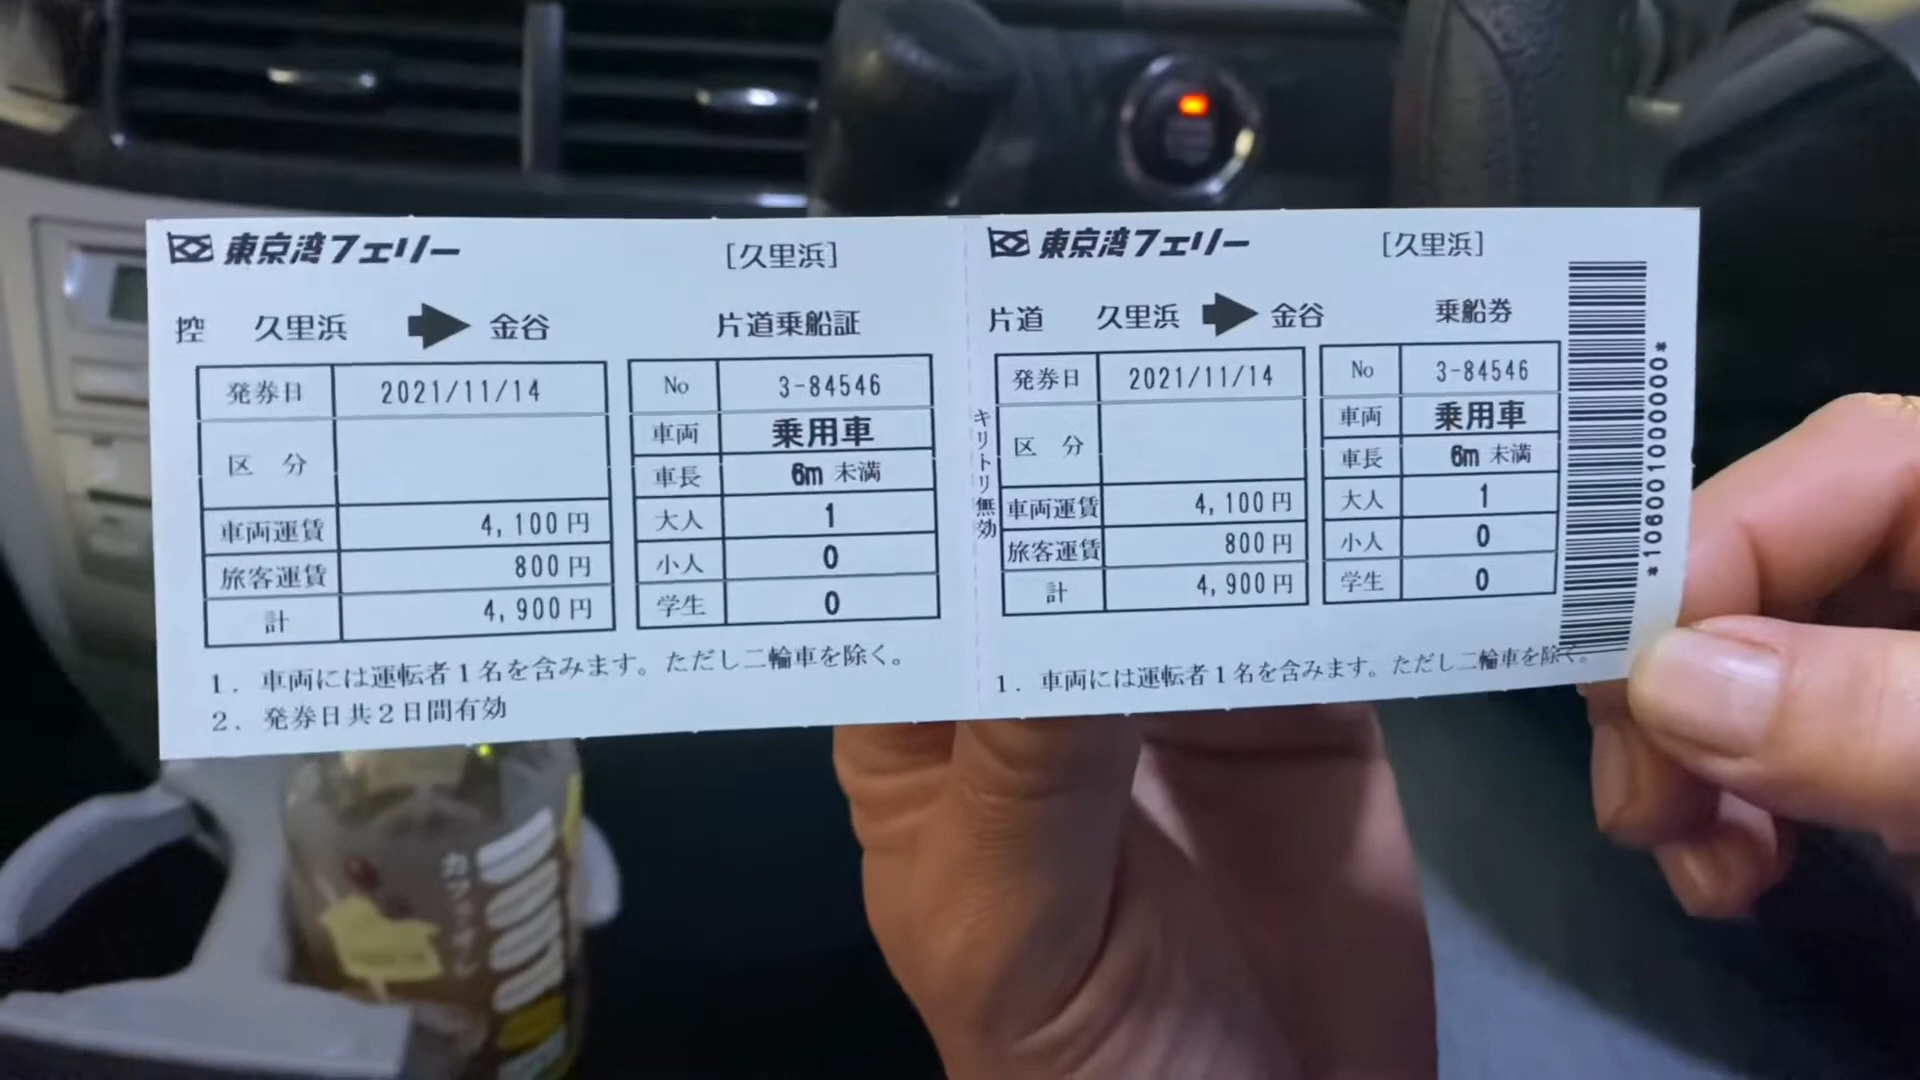 東京湾フェリー [久里浜]
控 久里浜 ➡ 金谷 片道乗船証
発券日 2021/11/14
区 分
車両運賃 4,100円
旅客運賃 800円
計 4,900円
No 3-84546
車両 乗用車
車長 6m 未満
大人 1
小人 0
学生 0
1. 車両には運転者1名を含みます。ただし二輪車を除く。
2. 発券日共2日間有効
キリトリ無効
東京湾フェリー [久里浜]
片道 久里浜 ➡ 金谷 乗船券
発券日 2021/11/14
区 分
車両運賃 4,100円
旅客運賃 800円
計 4,900円
No 3-84546
車両 乗用車
車長 6m 未満
大人 1
小人 0
学生 0
1. 車両には運転者1名を含みます。ただし二輪車を除く。
*1060010000000*